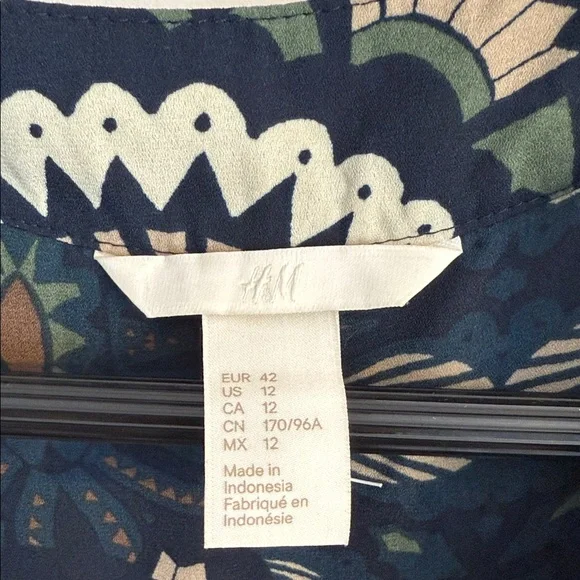 H&M
EUR 42
US 12
CA 12
CN 170/96A
MX 12
Made in
Indonesia
Fabriqué en
Indonésie